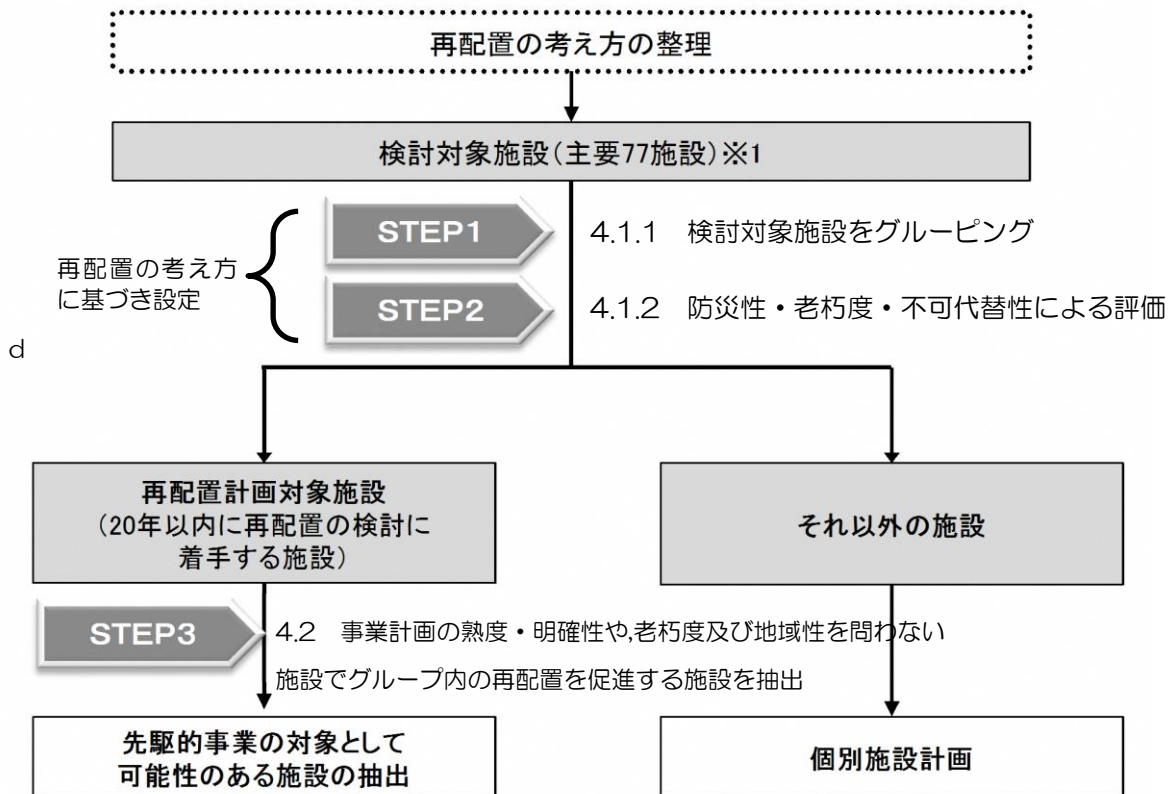 再配置の考え方の整理
検討対象施設(主要77施設)※1
STEP1
4.1.1 検討対象施設をグルーピング
再配置の考え方
に基づき設定
STEP2
4.1.2 防災性・老朽度・不可代替性による評価
d
再配置計画対象施設
(20年以内に再配置の検討に
着手する施設)
それ以外の施設
STEP3
4.2 事業計画の熟度・明確性や,老朽度及び地域性を問わない
施設でグループ内の再配置を促進する施設を抽出
先駆的事業の対象として
可能性のある施設の抽出
個別施設計画